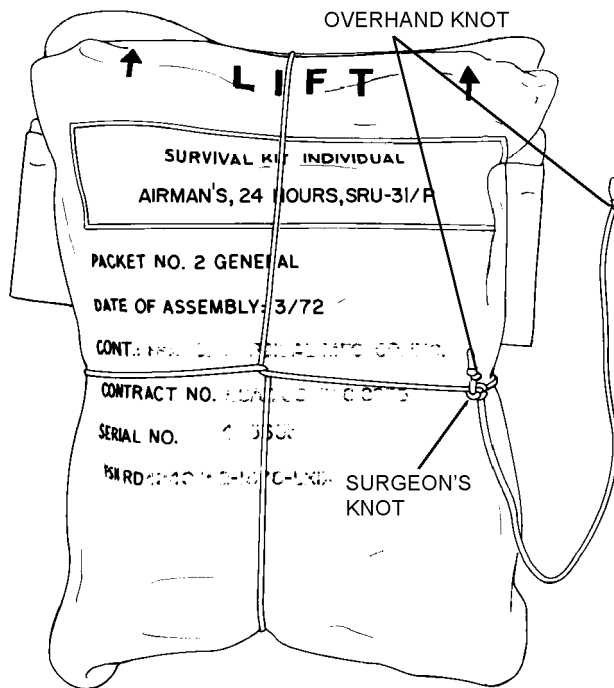 OVERHAND KNOT
LIFT
SURVIVAL KIT INDIVIDUAL
AIRMAN'S, 24 HOURS, SRU-31/P
PACKET NO. 2 GENERAL
DATE OF ASSEMBLY: 3/72
CONT.
CONTRACT NO.
SERIAL NO.
SURGEON'S
KNOT